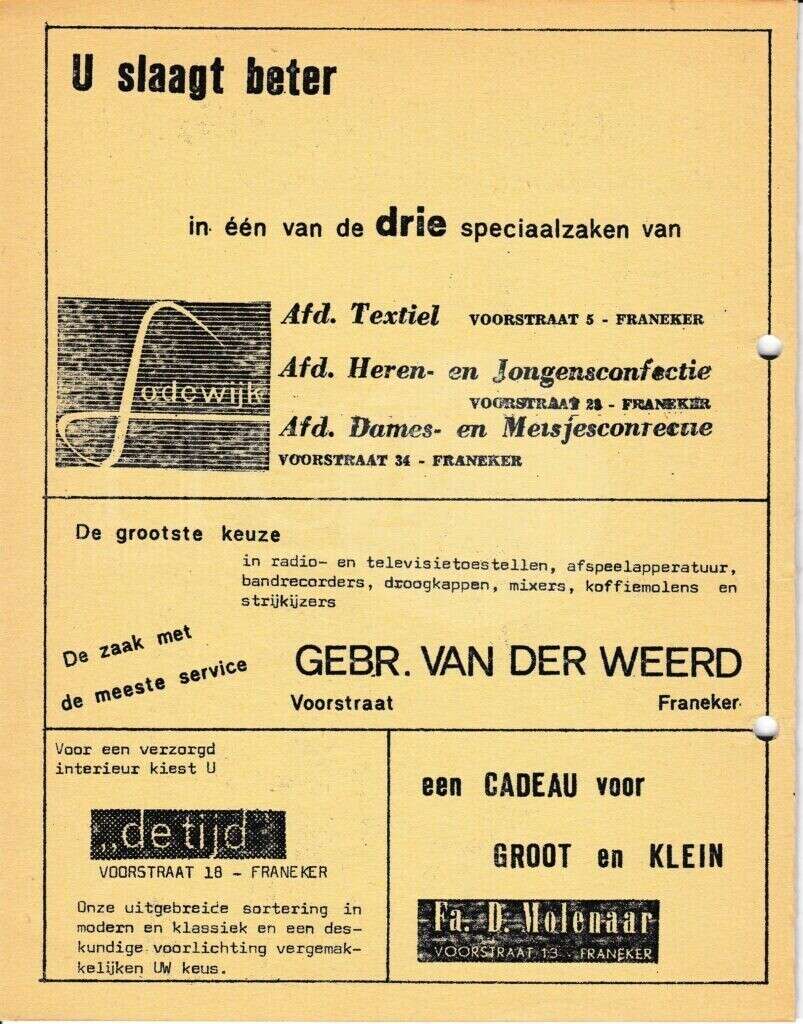 U slaagt beter
in één van de drie speciaalzaken van
Lodewijk
Afd. Textiel VOORSTRAAT 5 - FRANEKER
Afd. Heren- en Jongensconfectie
VOORSTRAAT 28 - FRANEKER
Afd. Dames- en Meisjesconfectie
VOORSTRAAT 34 - FRANEKER
De grootste keuze
in radio- en televisietoestellen, afspeelapperatuur,
bandrecorders, droogkappen, mixers, koffiemolens en
strijkijzers
De zaak met
de meeste service
GEBR. VAN DER WEERD
Voorstraat Franeker
Voor een verzorgd
interieur kiest U
„de tijd"
VOORSTRAAT 18 - FRANEKER
Onze uitgebreide sortering in
modern en klassiek en een des-
kundige voorlichting vergemak-
kelijken UW keus.
een CADEAU voor
GROOT en KLEIN
Fa. D. Molenaar
VOORSTRAAT 13 - FRANEKER